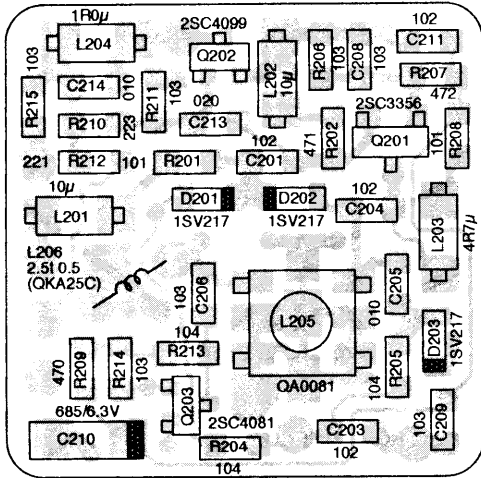 1R0µ
L204
2SC4099
Q202
L202
10µ
R206
103
C208
103
102
C211
R207
472
103
R215
C214
010
R210
223
R211
103
020
C213
2SC3356
Q201
471
R202
101
R208
221
R212
101
R201
102
C201
10µ
L201
D201
1SV217
D202
1SV217
102
C204
L203
4R7µ
L206
2.5t 0.5
(QKA25C)
103
C206
L205
QA0081
010
C205
D203
1SV217
104
R213
470
R209
R214
103
104
R205
685/6.3V
C210
Q203
2SC4081
R204
104
C203
102
103
C209